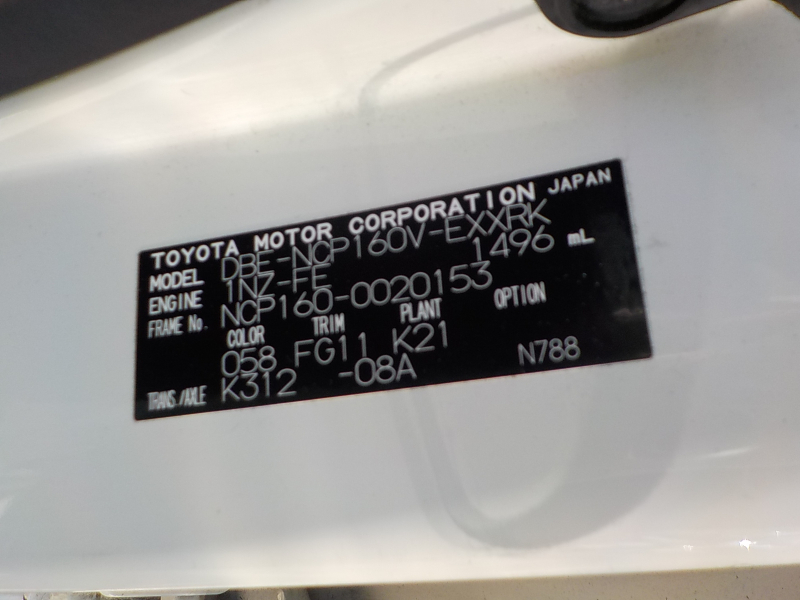 TOYOTA MOTOR CORPORATION JAPAN
MODEL DBE-NCP160V-EXXRK
ENGINE 1NZ-FE 1496 mL
FRAME No. NCP160-0020153
COLOR TRIM PLANT OPTION
058 FG11 K21
TRANS./AXLE K312 -08A N788